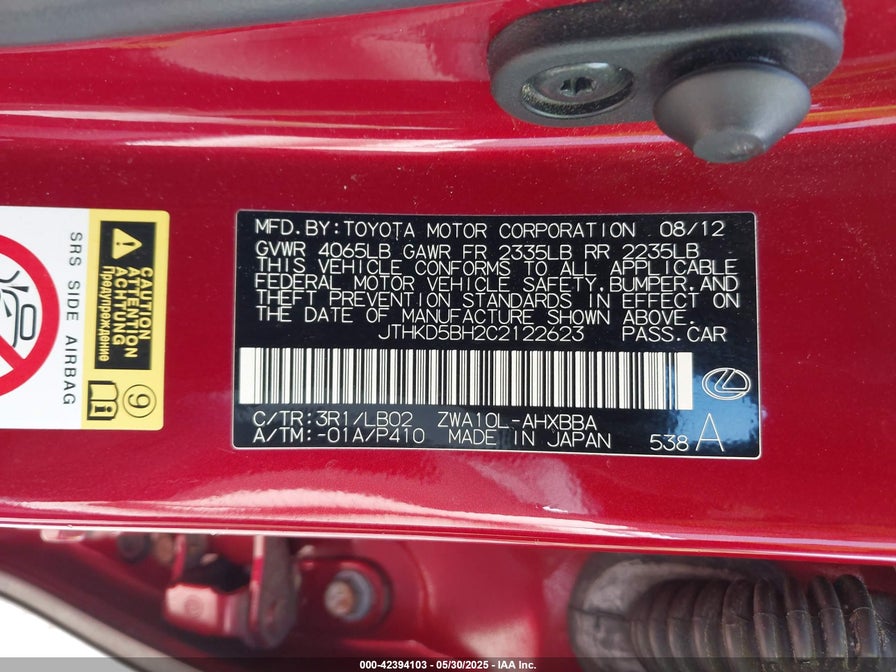 MFD.BY:TOYOTA MOTOR CORPORATION 08/12
GVWR 4065LB GAWR FR 2335LB RR 2235LB
THIS VEHICLE CONFORMS TO ALL APPLICABLE
FEDERAL MOTOR VEHICLE SAFETY,BUMPER,AND
THEFT PREVENTION STANDARDS IN EFFECT ON
THE DATE OF MANUFACTURE SHOWN ABOVE.
JTHKD5BH2C2122623 PASS.CAR
C/TR:3R1/LB02 ZWA10L-AHXBBA
A/TM:-01A/P410 MADE IN JAPAN 538 A
SRS SIDE AIRBAG
CAUTION
ATTENTION
ACHTUNG
Предупреждение
9
000-42394103 - 05/30/2025 - IAA Inc.